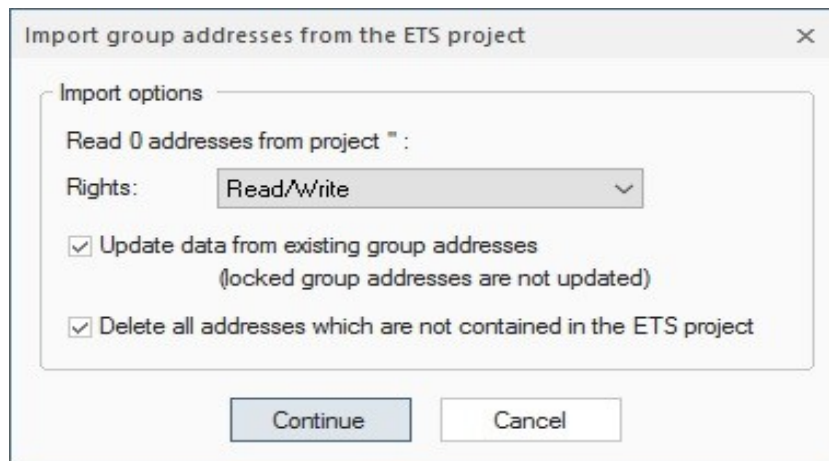 Import group addresses from the ETS project
Import options
Read 0 addresses from project '' :
Rights:
Read/Write
Update data from existing group addresses
(locked group addresses are not updated)
Delete all addresses which are not contained in the ETS project
Continue
Cancel